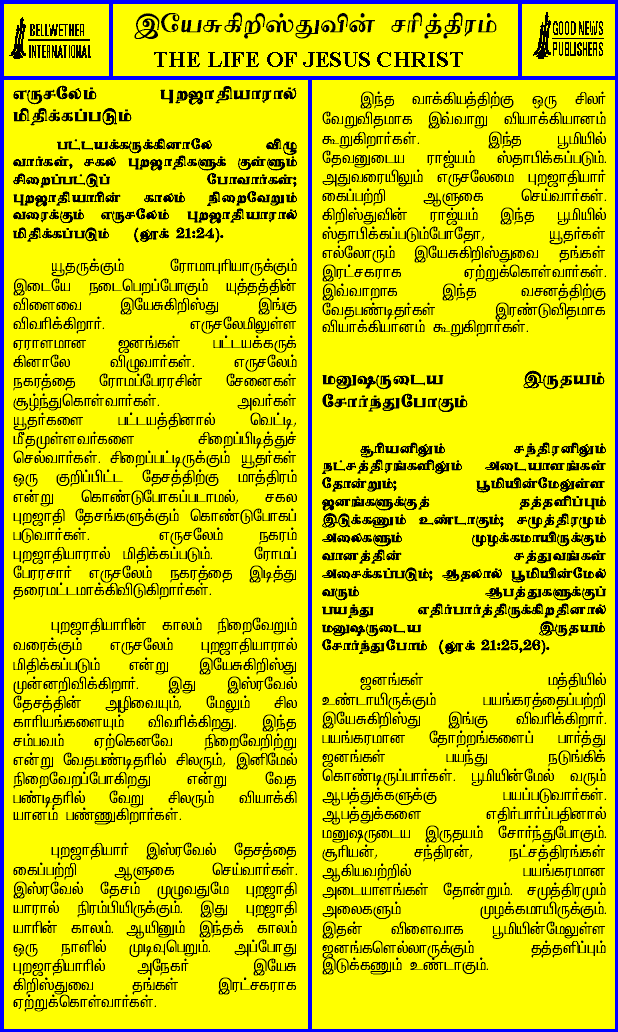 BELLWETHER
INTERNATIONAL
இயேசுகிறிஸ்துவின் சரித்திரம்
THE LIFE OF JESUS CHRIST
GOOD NEWS
PUBLISHERS
எருசலேம் புறஜாதியாரால்
மிதிக்கப்படும்
பட்டயக்கருக்கினாலே விழு
வார்கள், சகல புறஜாதிகளுக் குள்ளும்
சிறைப்பட்டுப் போவார்கள்;
புறஜாதியாரின் காலம் நிறைவேறும்
வரைக்கும் எருசலேம் புறஜாதியாரால்
மிதிக்கப்படும் (லூக் 21:24).
யூதருக்கும் ரோமாபுரியாருக்கும்
இடையே நடைபெறப்போகும் யுத்தத்தின்
விளைவை இயேசுகிறிஸ்து இங்கு
விவரிக்கிறார். எருசலேமிலுள்ள
ஏராளமான ஜனங்கள் பட்டயக்கருக்
கினாலே விழுவார்கள். எருசலேம்
நகரத்தை ரோமப்பேரரசின் சேனைகள்
சூழ்ந்துகொள்வார்கள். அவர்கள்
யூதர்களை பட்டயத்தினால் வெட்டி,
மீதமுள்ளவர்களை சிறைப்பிடித்துச்
செல்வார்கள். சிறைப்பட்டிருக்கும் யூதர்கள்
ஒரு குறிப்பிட்ட தேசத்திற்கு மாத்திரம்
என்று கொண்டுபோகப்படாமல், சகல
புறஜாதி தேசங்களுக்கும் கொண்டுபோகப்
படுவார்கள். எருசலேம் நகரம்
புறஜாதியாரால் மிதிக்கப்படும். ரோமப்
பேரரசார் எருசலேம் நகரத்தை இடித்து
தரைமட்டமாக்கிவிடுகிறார்கள்.
புறஜாதியாரின் காலம் நிறைவேறும்
வரைக்கும் எருசலேம் புறஜாதியாரால்
மிதிக்கப்படும் என்று இயேசுகிறிஸ்து
முன்னறிவிக்கிறார். இது இஸ்ரவேல்
தேசத்தின் அழிவையும், மேலும் சில
காரியங்களையும் விவரிக்கிறது. இந்த
சம்பவம் ஏற்கெனவே நிறைவேறிற்று
என்று வேதபண்டிதரில் சிலரும், இனிமேல்
நிறைவேறப்போகிறது என்று வேத
பண்டிதரில் வேறு சிலரும் வியாக்கி
யானம் பண்ணுகிறார்கள்.
புறஜாதியார் இஸ்ரவேல் தேசத்தை
கைப்பற்றி ஆளுகை செய்வார்கள்.
இஸ்ரவேல் தேசம் முழுவதுமே புறஜாதி
யாரால் நிரம்பியிருக்கும். இது புறஜாதி
யாரின் காலம். ஆயினும் இந்தக் காலம்
ஒரு நாளில் முடிவுபெறும். அப்போது
புறஜாதியாரில் அநேகர் இயேசு
கிறிஸ்துவை தங்கள் இரட்சகராக
ஏற்றுக்கொள்வார்கள்.
இந்த வாக்கியத்திற்கு ஒரு சிலர்
வேறுவிதமாக இவ்வாறு வியாக்கியானம்
கூறுகிறார்கள். இந்த பூமியில்
தேவனுடைய ராஜ்யம் ஸ்தாபிக்கப்படும்.
அதுவரையிலும் எருசலேமை புறஜாதியார்
கைப்பற்றி ஆளுகை செய்வார்கள்.
கிறிஸ்துவின் ராஜ்யம் இந்த பூமியில்
ஸ்தாபிக்கப்படும்போதோ, யூதர்கள்
எல்லோரும் இயேசுகிறிஸ்துவை தங்கள்
இரட்சகராக ஏற்றுக்கொள்வார்கள்.
இவ்வாறாக இந்த வசனத்திற்கு
வேதபண்டிதர்கள் இரண்டுவிதமாக
வியாக்கியானம் கூறுகிறார்கள்.
மனுஷருடைய இருதயம்
சோர்ந்துபோகும்
சூரியனிலும் சந்திரனிலும்
நட்சத்திரங்களிலும் அடையாளங்கள்
தோன்றும்; பூமியின்மேலுள்ள
ஜனங்களுக்குத் தத்தளிப்பும்
இடுக்கணும் உண்டாகும்; சமுத்திரமும்
அலைகளும் முழக்கமாயிருக்கும்
வானத்தின் சத்துவங்கள்
அசைக்கப்படும்; ஆதலால் பூமியின்மேல்
வரும் ஆபத்துகளுக்குப்
பயந்து எதிர்பார்த்திருக்கிறதினால்
மனுஷருடைய இருதயம்
சோர்ந்துபோம் (லூக் 21:25,26).
ஜனங்கள் மத்தியில்
உண்டாயிருக்கும் பயங்கரத்தைப்பற்றி
இயேசுகிறிஸ்து இங்கு விவரிக்கிறார்.
பயங்கரமான தோற்றங்களைப் பார்த்து
ஜனங்கள் பயந்து நடுங்கிக்
கொண்டிருப்பார்கள். பூமியின்மேல் வரும்
ஆபத்துக்களுக்கு பயப்படுவார்கள்.
ஆபத்துக்களை எதிர்பார்ப்பதினால்
மனுஷருடைய இருதயம் சோர்ந்துபோகும்.
சூரியன், சந்திரன், நட்சத்திரங்கள்
ஆகியவற்றில் பயங்கரமான
அடையாளங்கள் தோன்றும். சமுத்திரமும்
அலைகளும் முழக்கமாயிருக்கும்.
இதன் விளைவாக பூமியின்மேலுள்ள
ஜனங்களெல்லாருக்கும் தத்தளிப்பும்
இடுக்கணும் உண்டாகும்.